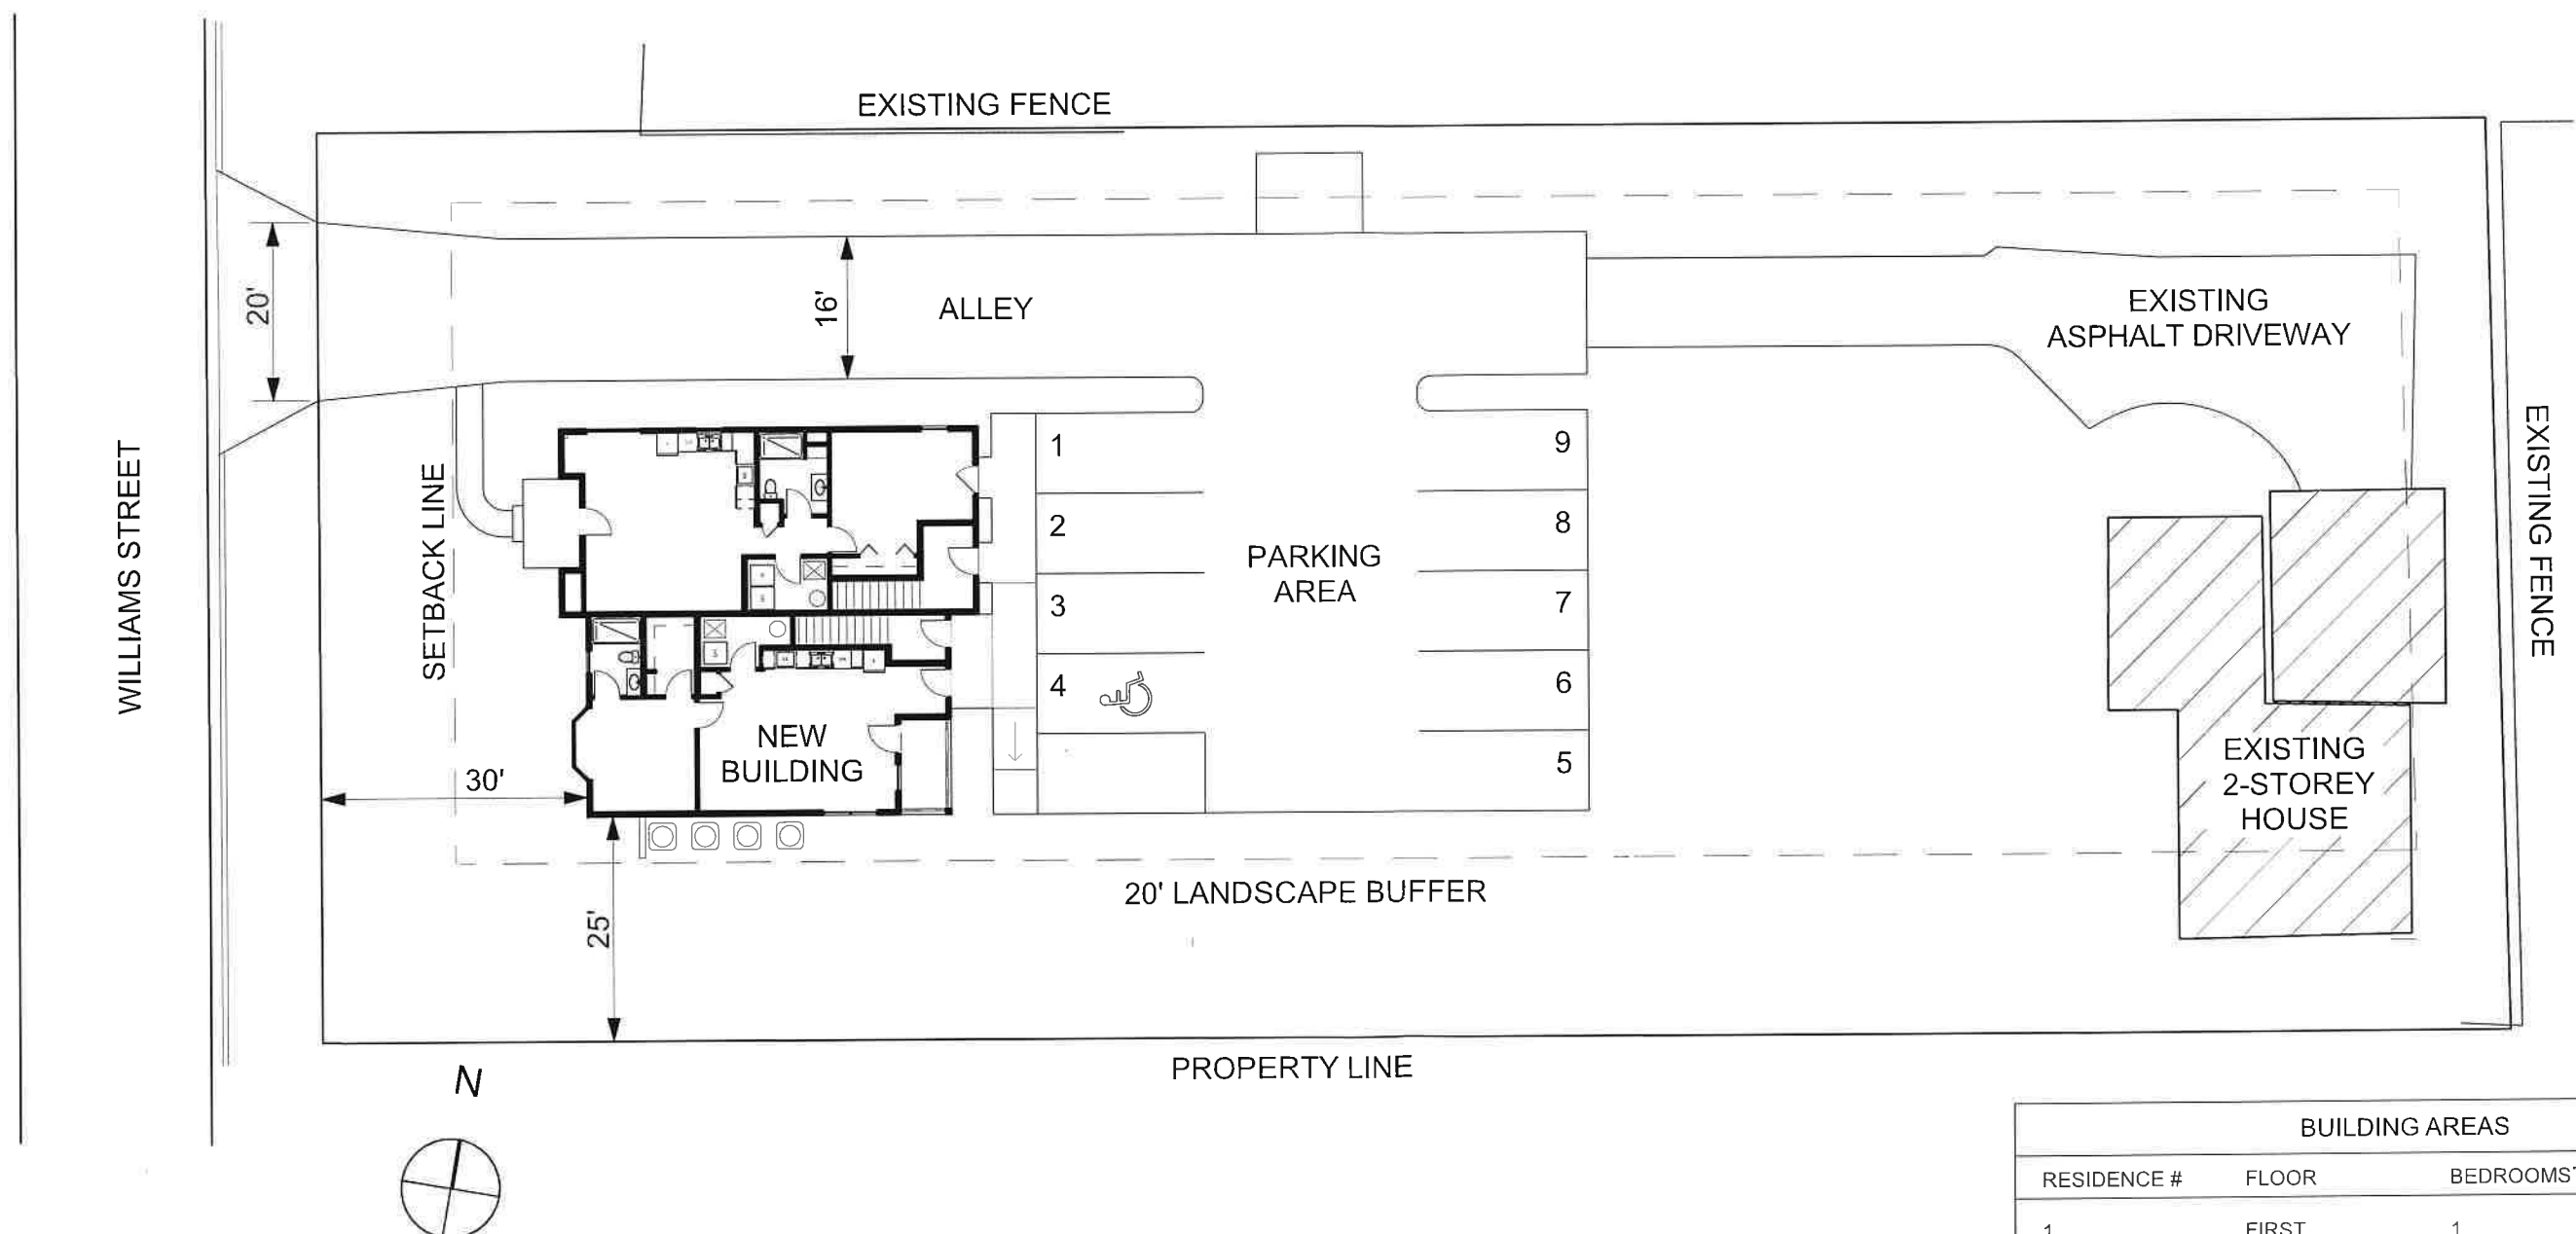 EXISTING FENCE
20'
16'
ALLEY
EXISTING
ASPHALT DRIVEWAY
WILLIAMS STREET
SETBACK LINE
1
2
3
4
PARKING
AREA
9
8
7
6
5
EXISTING FENCE
NEW
BUILDING
30'
EXISTING
2-STOREY
HOUSE
20' LANDSCAPE BUFFER
25'
PROPERTY LINE
N
BUILDING AREAS
RESIDENCE # FLOOR BEDROOMS
1 FIRST 1